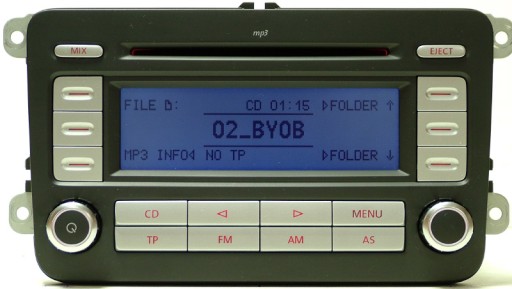 mp3
MIX
EJECT
FILE D: CD 01:15 FOLDER ↑
02_BYOB
MP3 INFO4 NO TP FOLDER ↓
CD MENU
TP FM AM AS